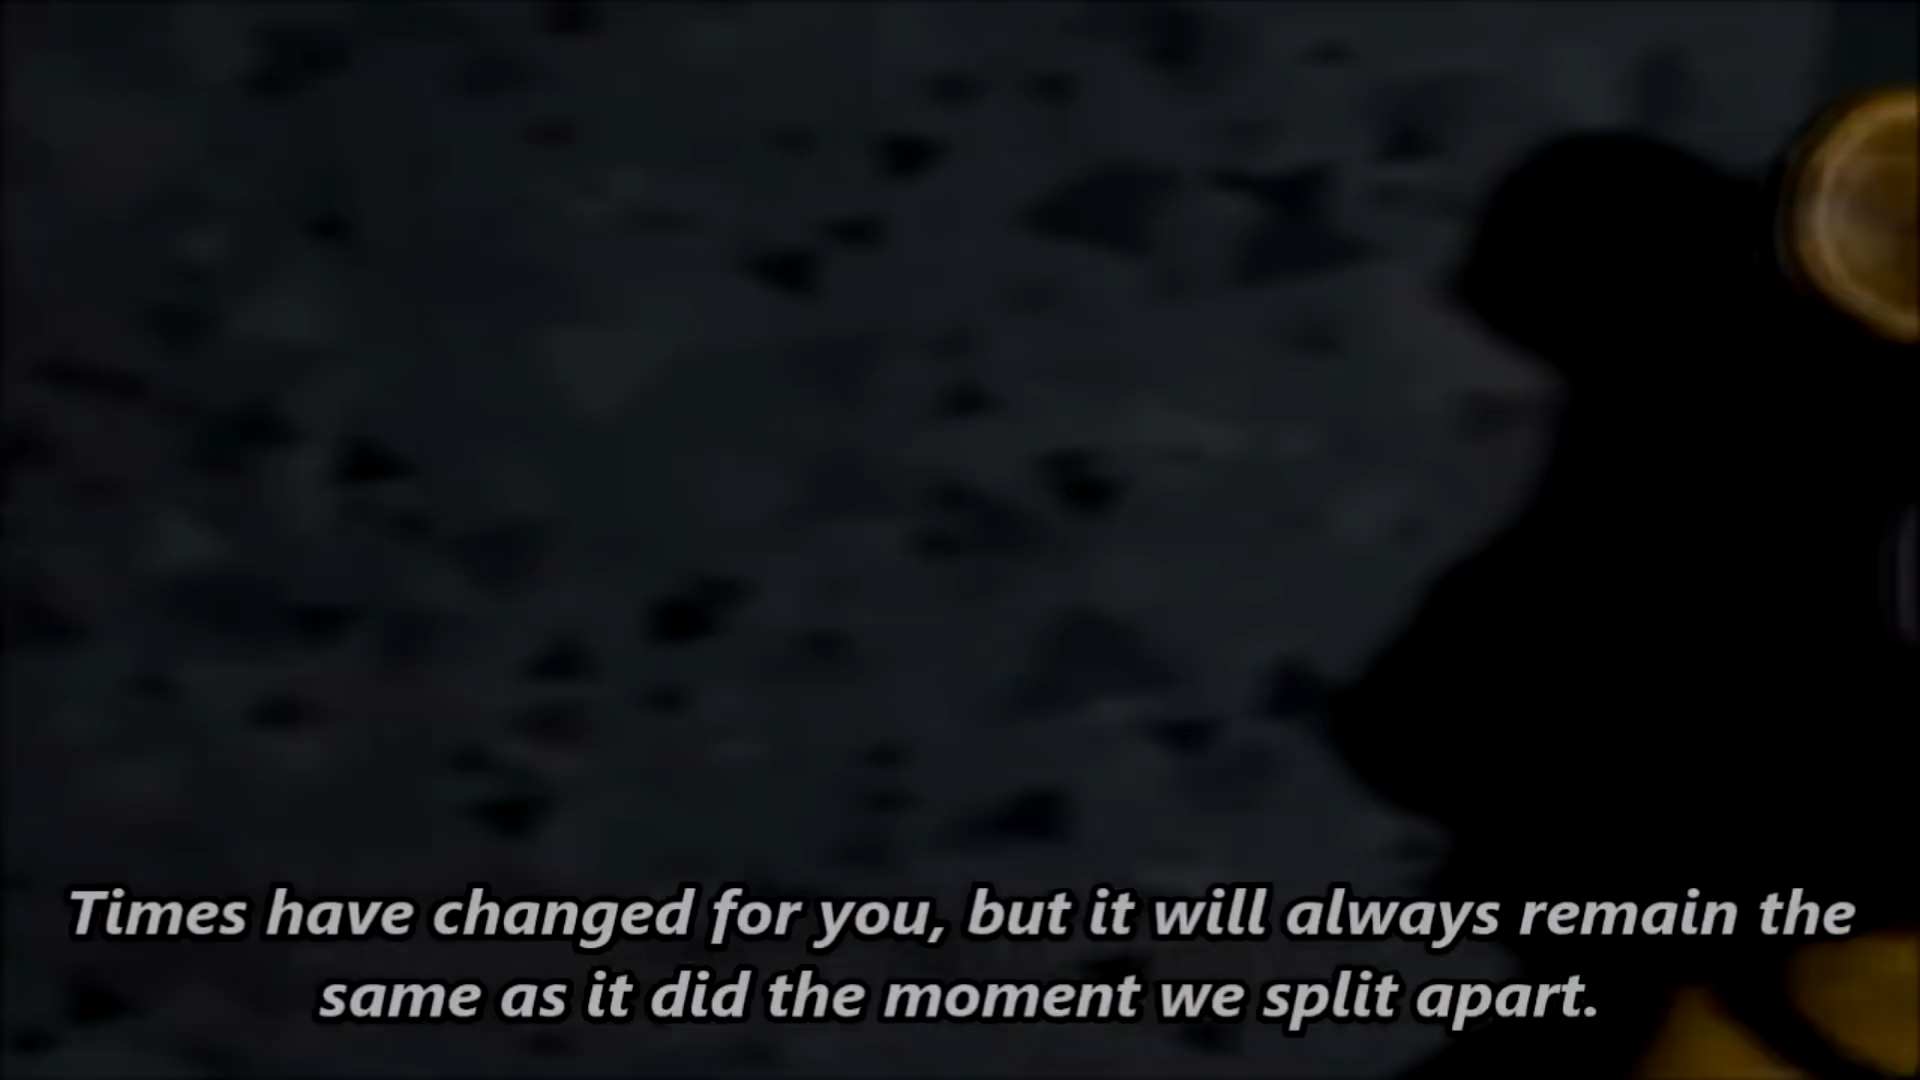 Times have changed for you, but it will always remain the
same as it did the moment we split apart.